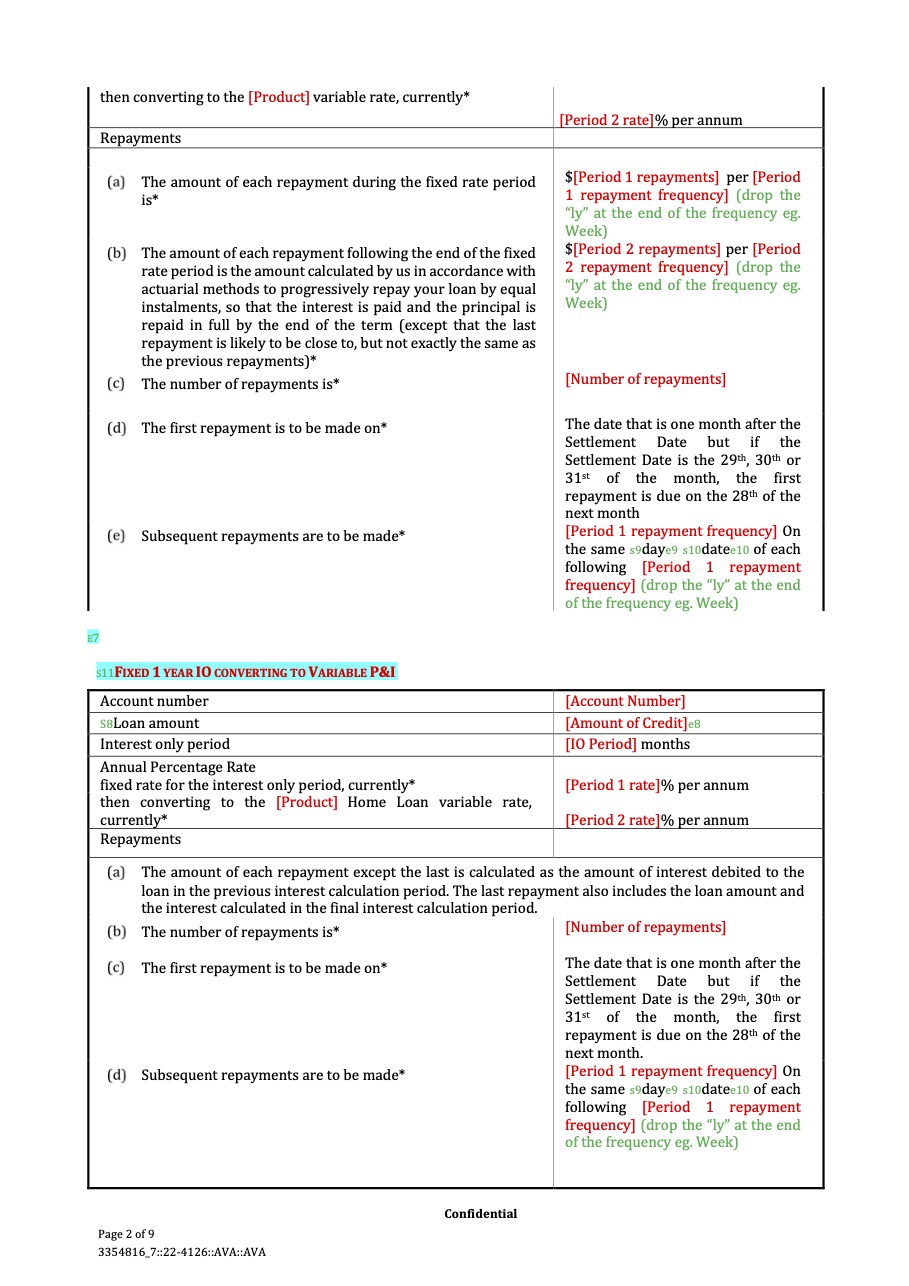 then converting to the [Product] variable rate, currently*
[Period 2 rate]% per annum
Repayments
(a) The amount of each repayment during the fixed rate period
is*
$[Period 1 repayments] per [Period
1 repayment frequency] (drop the
“ly” at the end of the frequency eg.
Week)
(b) The amount of each repayment following the end of the fixed
rate period is the amount calculated by us in accordance with
actuarial methods to progressively repay your loan by equal
instalments, so that the interest is paid and the principal is
repaid in full by the end of the term (except that the last
repayment is likely to be close to, but not exactly the same as
the previous repayments)*
$[Period 2 repayments] per [Period
2 repayment frequency] (drop the
“ly” at the end of the frequency eg.
Week)
(c) The number of repayments is*
[Number of repayments]
(d) The first repayment is to be made on*
The date that is one month after the
Settlement Date but if the
Settlement Date is the 29th, 30th or
31st of the month, the first
repayment is due on the 28th of the
next month
(e) Subsequent repayments are to be made*
[Period 1 repayment frequency] On
the same s9daye9 s10datee10 of each
following [Period 1 repayment
frequency] (drop the “ly” at the end
of the frequency eg. Week)
E7
s11FIXED 1 YEAR IO CONVERTING TO VARIABLE P&I
Account number [Account Number]
S8Loan amount [Amount of Credit]e8
Interest only period [IO Period] months
Annual Percentage Rate
fixed rate for the interest only period, currently* [Period 1 rate]% per annum
then converting to the [Product] Home Loan variable rate,
currently* [Period 2 rate]% per annum
Repayments
(a) The amount of each repayment except the last is calculated as the amount of interest debited to the
loan in the previous interest calculation period. The last repayment also includes the loan amount and
the interest calculated in the final interest calculation period.
(b) The number of repayments is*
[Number of repayments]
(c) The first repayment is to be made on*
The date that is one month after the
Settlement Date but if the
Settlement Date is the 29th, 30th or
31st of the month, the first
repayment is due on the 28th of the
next month.
(d) Subsequent repayments are to be made*
[Period 1 repayment frequency] On
the same s9daye9 s10datee10 of each
following [Period 1 repayment
frequency] (drop the “ly” at the end
of the frequency eg. Week)
Confidential
Page 2 of 9
3354816_7::22-4126::AVA::AVA